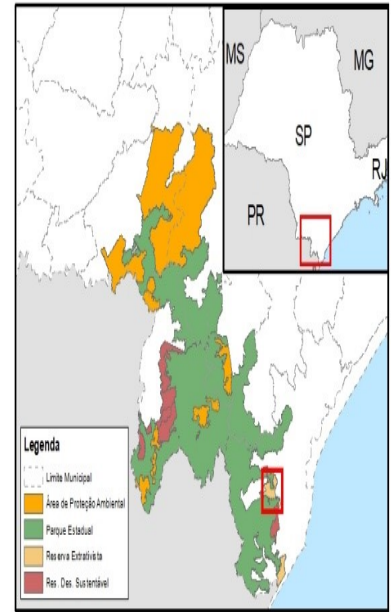 MS
MG
SP
RJ
PR
Legenda
Limite Municipal
Área de Proteção Ambiental
Parque Estadual
Reserva Extrativista
Res. Des. Sustentável